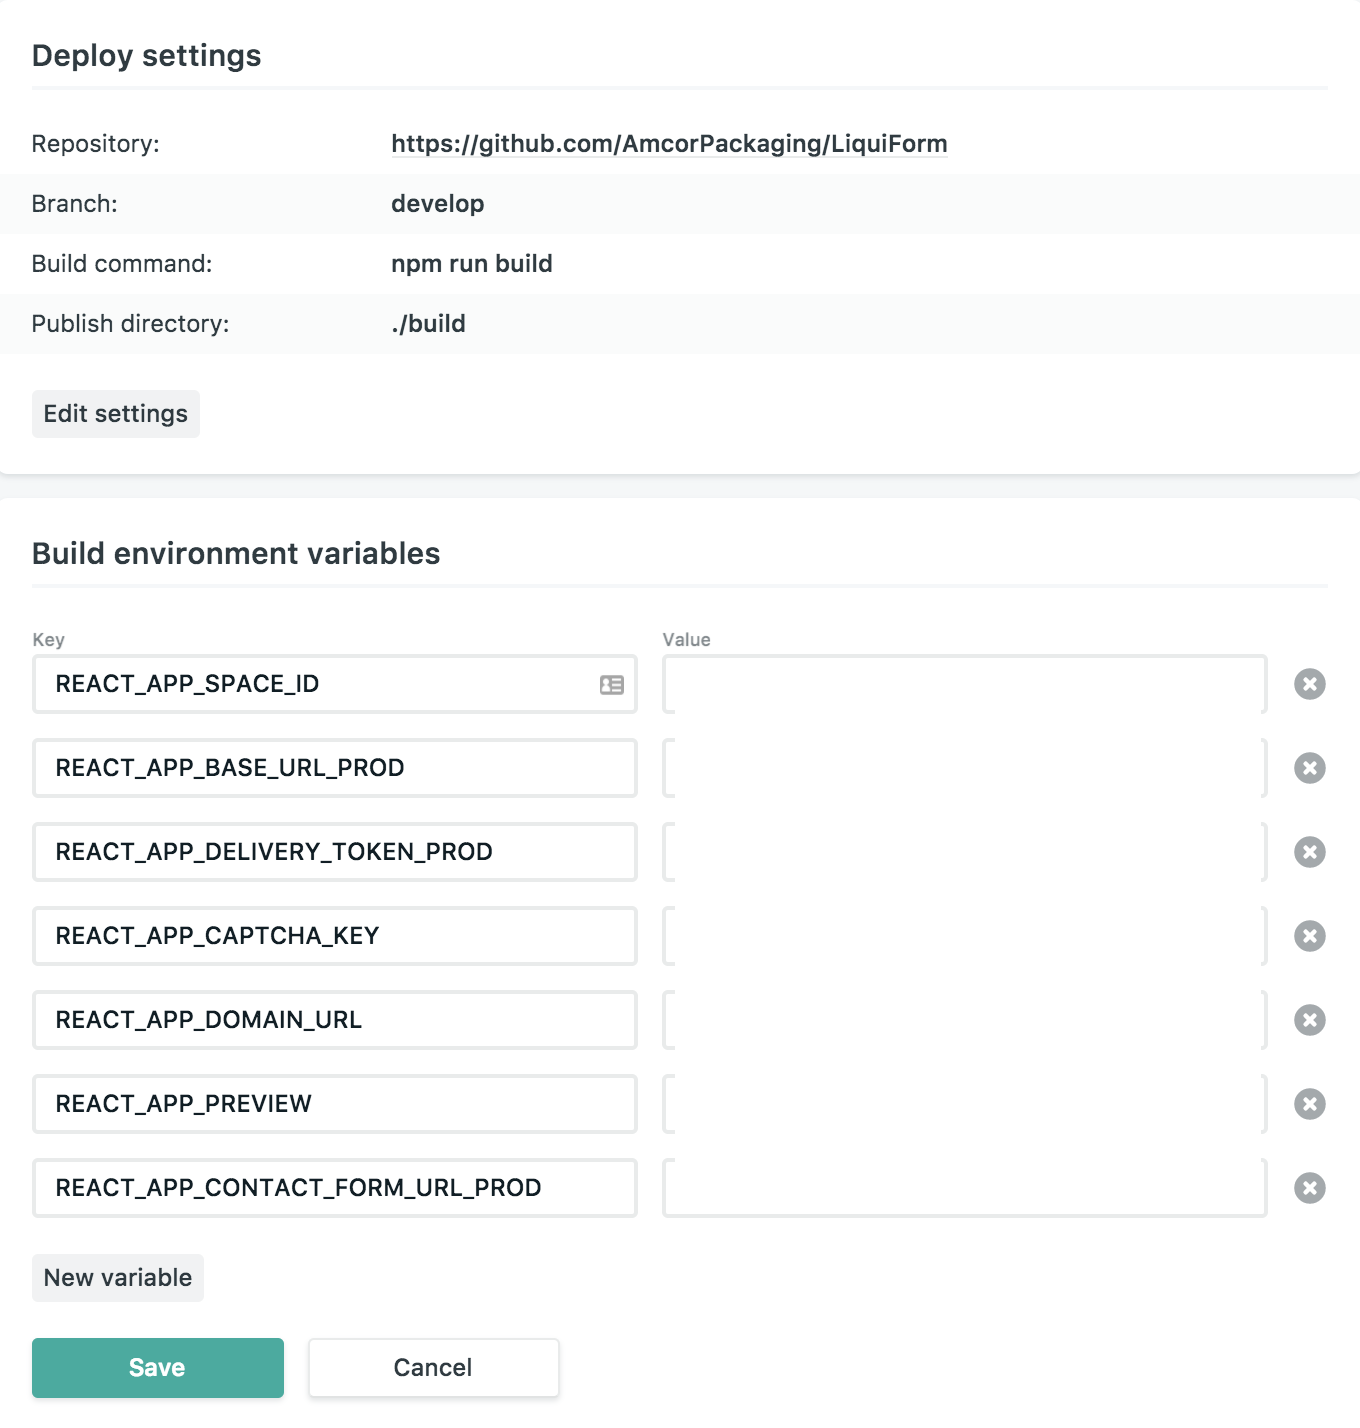 Deploy settings
Repository: https://github.com/AmcorPackaging/LiquiForm
Branch: develop
Build command: npm run build
Publish directory: ./build
Edit settings
Build environment variables
Key Value
REACT_APP_SPACE_ID
REACT_APP_BASE_URL_PROD
REACT_APP_DELIVERY_TOKEN_PROD
REACT_APP_CAPTCHA_KEY
REACT_APP_DOMAIN_URL
REACT_APP_PREVIEW
REACT_APP_CONTACT_FORM_URL_PROD
New variable
Save Cancel